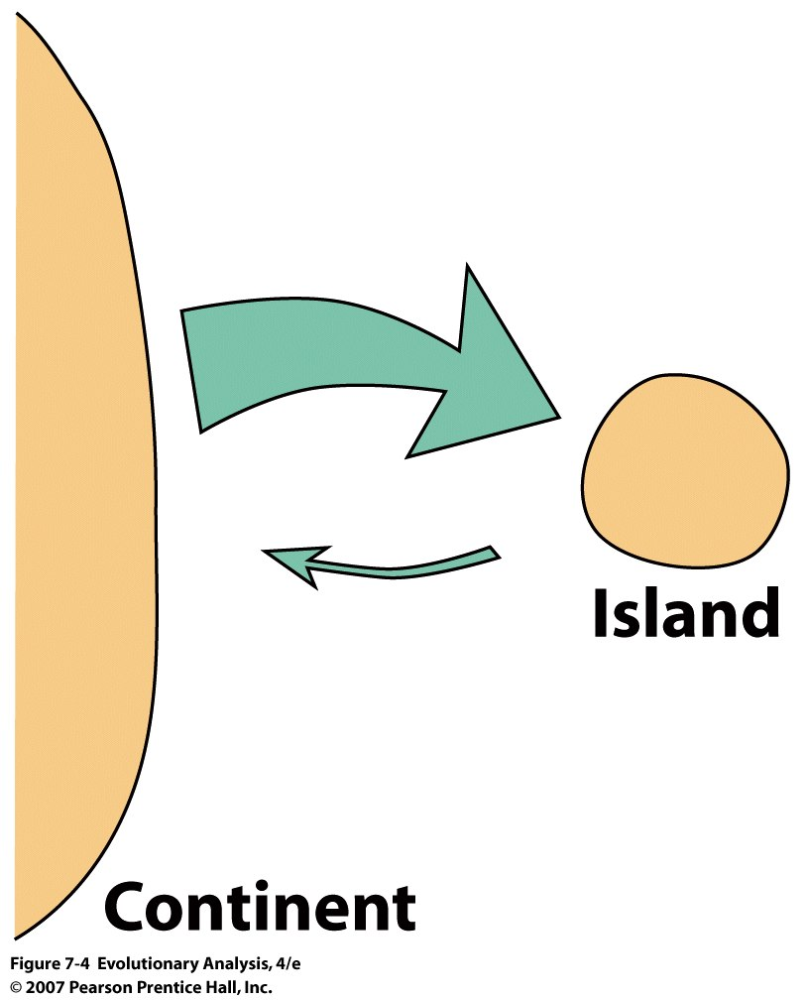 Island
Continent
Figure 7-4 Evolutionary Analysis, 4/e
© 2007 Pearson Prentice Hall, Inc.